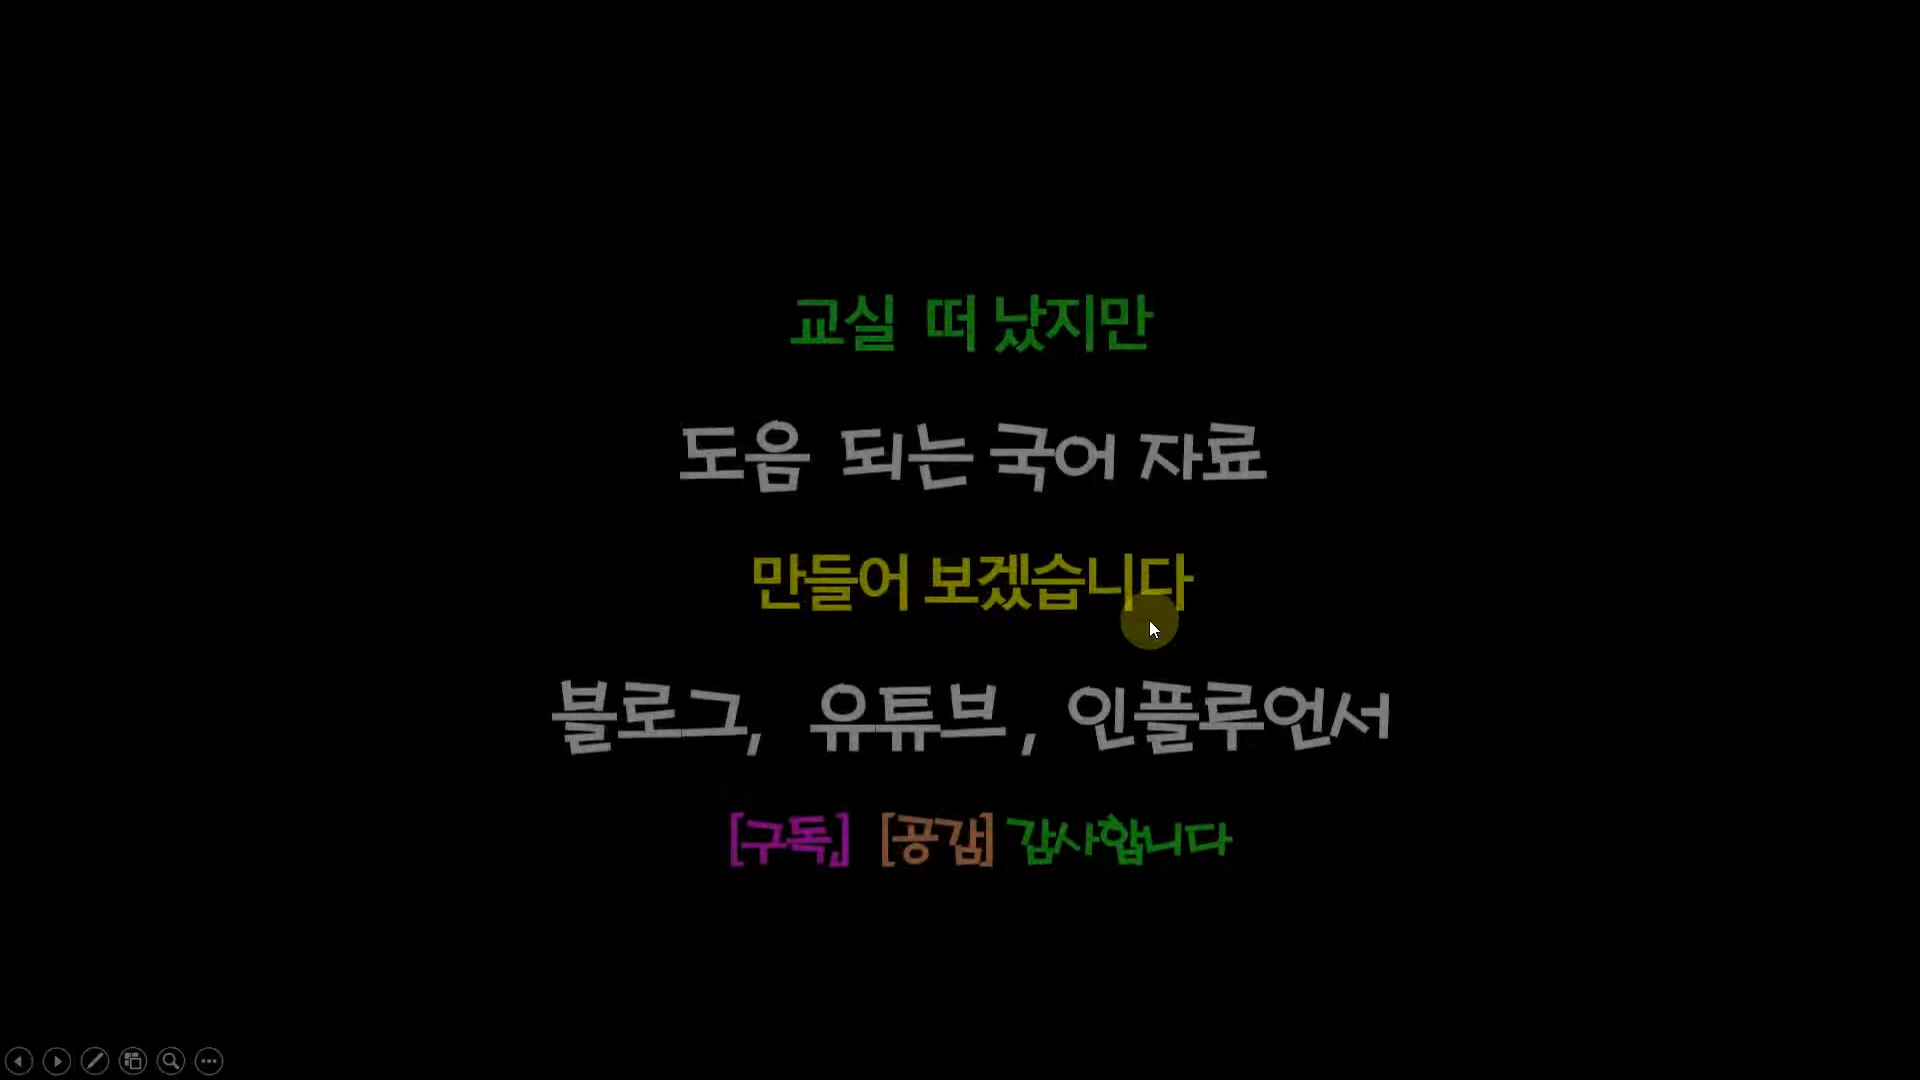 교실 떠 났지만
도음 되는 국어 자료
만들어 보겠습니다
블로그, 유튜브, 인플루언서
[구독,] [공감] 감사합니다